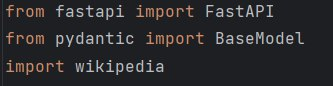 from fastapi import FastAPI
from pydantic import BaseModel
import wikipedia